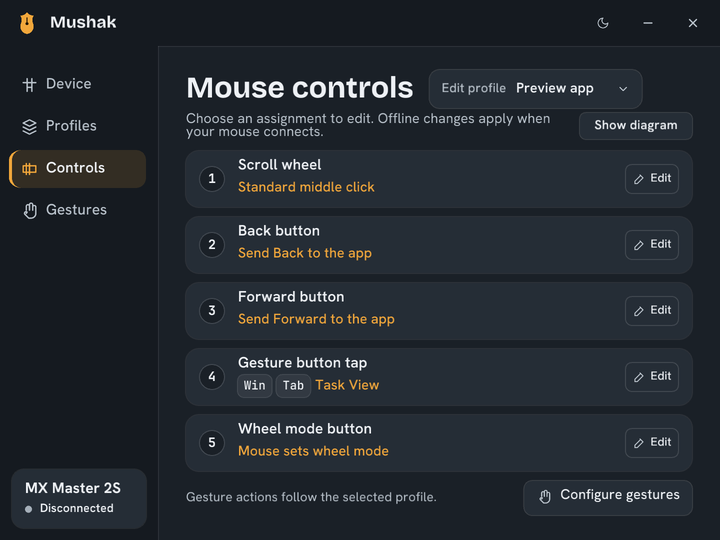 Mushak
Device
Profiles
Controls
Gestures
MX Master 2S
Disconnected
Mouse controls
Edit profile Preview app
Choose an assignment to edit. Offline changes apply when
your mouse connects.
Show diagram
1
Scroll wheel
Standard middle click
Edit
2
Back button
Send Back to the app
Edit
3
Forward button
Send Forward to the app
Edit
4
Gesture button tap
Win Tab Task View
Edit
5
Wheel mode button
Mouse sets wheel mode
Edit
Gesture actions follow the selected profile.
Configure gestures